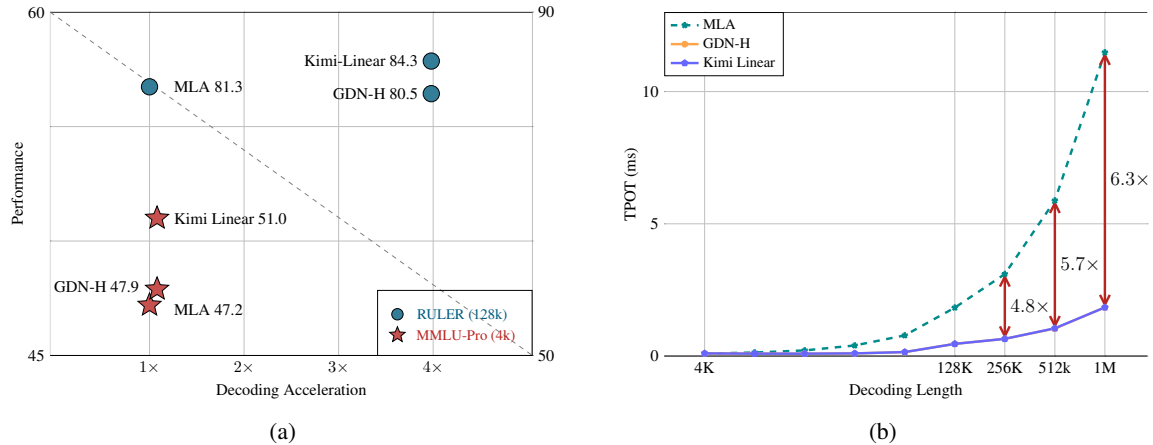 60
90
Kimi-Linear 84.3
MLA 81.3
GDN-H 80.5
Performance
Kimi Linear 51.0
GDN-H 47.9
MLA 47.2
RULER (128k)
MMLU-Pro (4k)
45
50
1×
2×
3×
4×
Decoding Acceleration
(a)
MLA
GDN-H
Kimi Linear
10
TPOT (ms)
6.3×
5
5.7×
4.8×
0
4K
128K
256K
512k
1M
Decoding Length
(b)